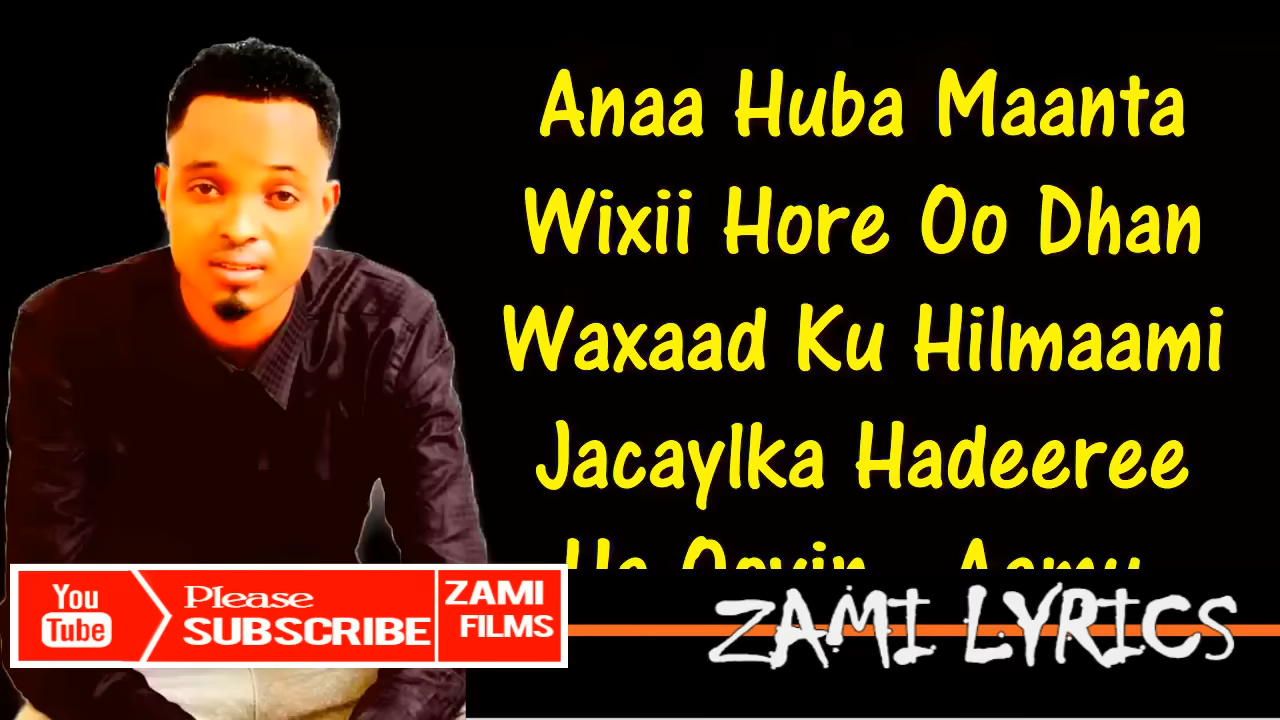 Anaa Huba Maanta
Wixii Hore Oo Dhan
Waxaad Ku Hilmaami
Jacaylka Hadeeree
You
Tube
Please
SUBSCRIBE
ZAMI
FILMS
ZAMI LYRICS